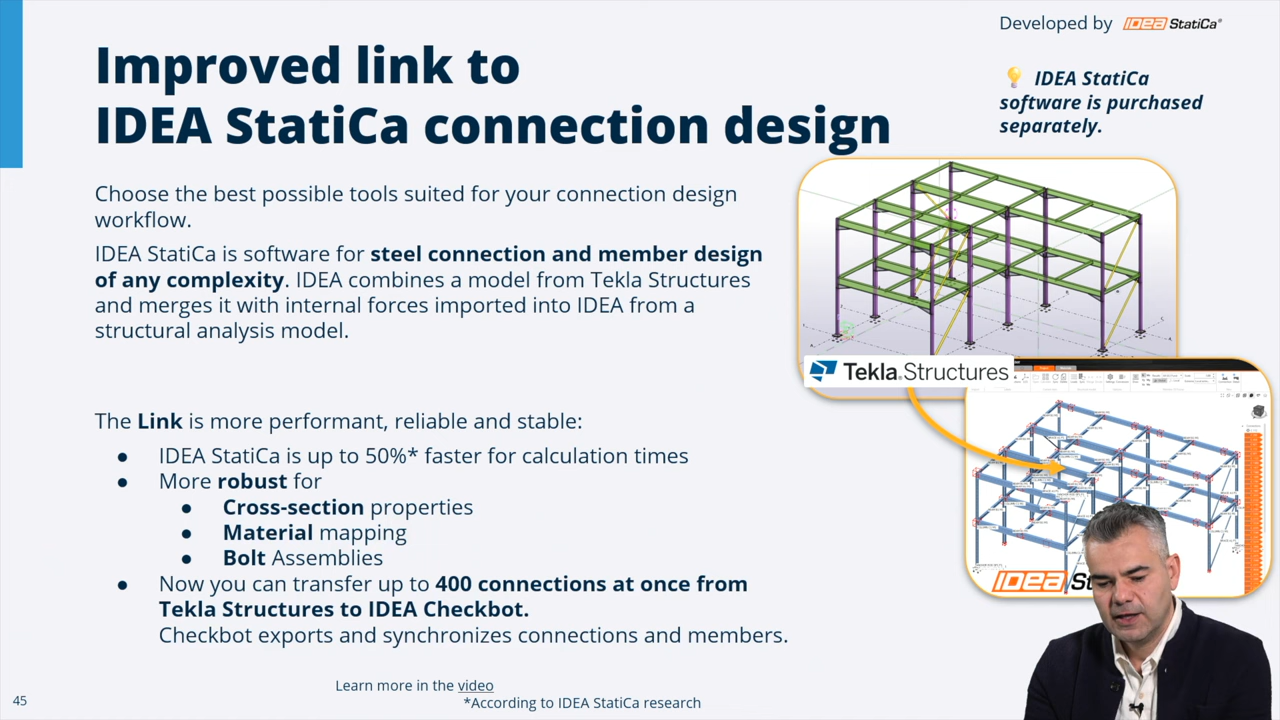 Developed by IDEA StatiCa®
Improved link to
IDEA StatiCa connection design
💡 IDEA StatiCa
software is purchased
separately.
Choose the best possible tools suited for your connection design
workflow.
IDEA StatiCa is software for steel connection and member design
of any complexity. IDEA combines a model from Tekla Structures
and merges it with internal forces imported into IDEA from a
structural analysis model.
Tekla® Structures
The Link is more performant, reliable and stable:
● IDEA StatiCa is up to 50%* faster for calculation times
● More robust for
● Cross-section properties
● Material mapping
● Bolt Assemblies
● Now you can transfer up to 400 connections at once from
Tekla Structures to IDEA Checkbot.
Checkbot exports and synchronizes connections and members.
IDEA St
Learn more in the video
*According to IDEA StatiCa research
45